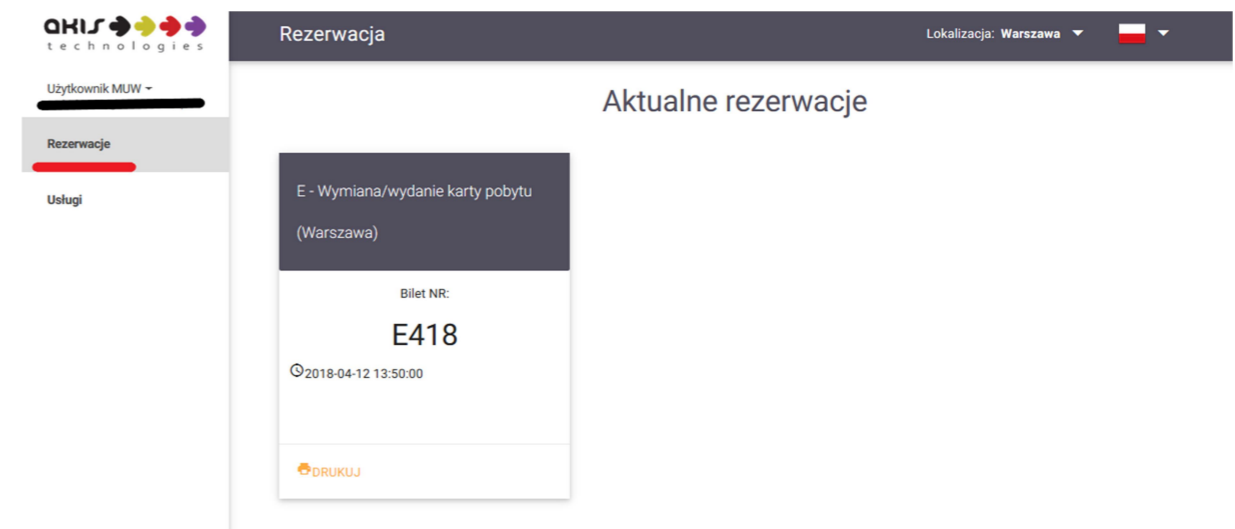 akis
technologies
Rezerwacja
Lokalizacja: Warszawa
Użytkownik MUW
Aktualne rezerwacje
Rezerwacje
E - Wymiana/wydanie karty pobytu
(Warszawa)
Usługi
Bilet NR:
E418
2018-04-12 13:50:00
DRUKUJ